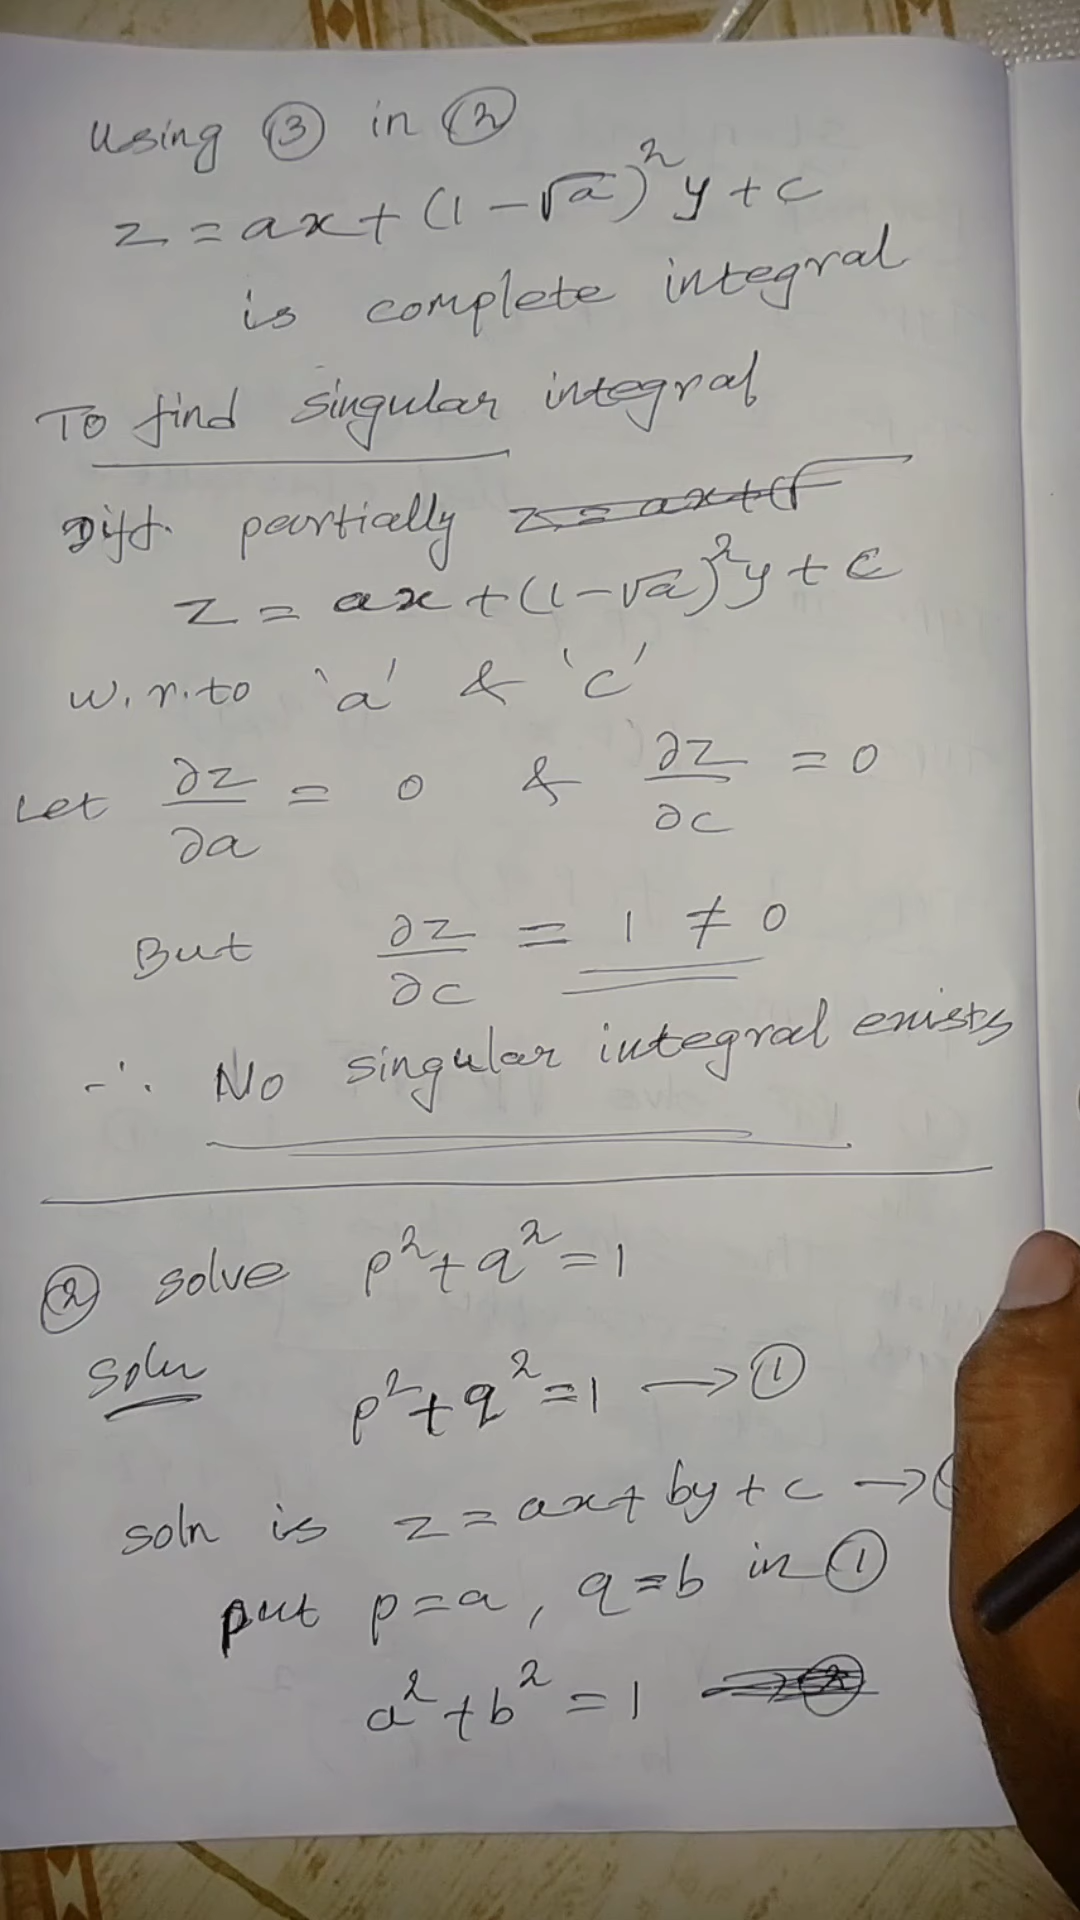 Using ③ in ②
z = ax + (1 - √a)² y + c
is complete integral
To find singular integral
Diff. partially
z = ax + (1 - √a)² y + c
w.r.to 'a' & 'c'
Let ∂z/∂a = 0 & ∂z/∂c = 0
But ∂z/∂c = 1 ≠ 0
∴ No singular integral exists
② solve p² + q² = 1
Soln
p² + q² = 1 → ①
soln is z = ax + by + c →
put p = a, q = b in ①
a² + b² = 1